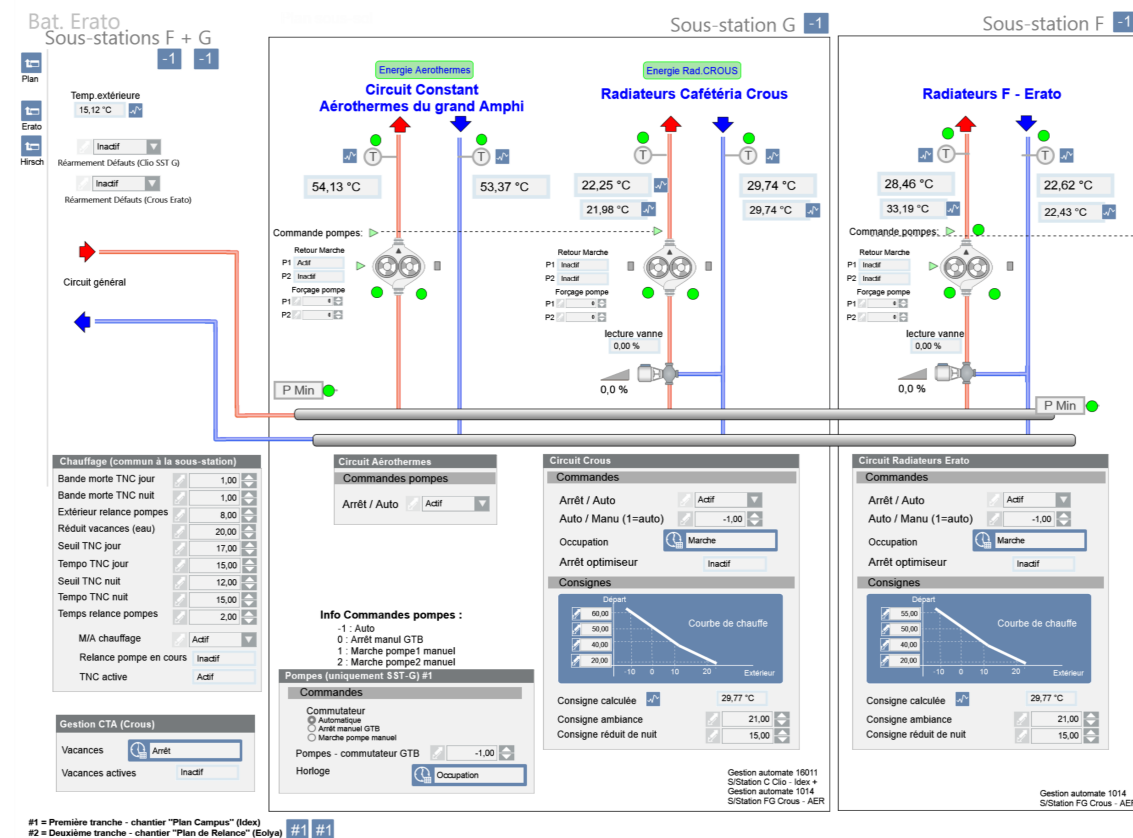 Bat. Erato
Sous-stations F + G
-1 -1
Plan
Erato
Hirsch
Temp.extérieure
15,12 °C
Inactif
Réarmement Défauts (Clio SST G)
Inactif
Réarmement Défauts (Crous Erato)
Circuit général
Sous-station G -1
Energie Aerothermes
Circuit Constant
Aérothermes du grand Amphi
T T
54,13 °C 53,37 °C
Commande pompes:
Retour Marche
P1 Actif
P2 Inactif
Forçage pompe
P1
P2
P Min
Energie Rad.CROUS
Radiateurs Cafétéria Crous
T T
22,25 °C 29,74 °C
21,98 °C 29,74 °C
Retour Marche
P1 Inactif
P2 Inactif
Forçage pompe
P1
P2
lecture vanne
0,00 %
0,0 %
Sous-station F -1
Radiateurs F - Erato
T T
28,46 °C 22,62 °C
33,19 °C 22,43 °C
Commande pompes:
Retour Marche
P1 Inactif
P2 Inactif
Forçage pompe
P1
P2
lecture vanne
0,00 %
0,0 %
P Min
Chauffage (commun à la sous-station)
Bande morte TNC jour 1,00
Bande morte TNC nuit 1,00
Extérieur relance pompes 8,00
Réduit vacances (eau) 20,00
Seuil TNC jour 17,00
Tempo TNC jour 15,00
Seuil TNC nuit 12,00
Tempo TNC nuit 15,00
Temps relance pompes 2,00
M/A chauffage Actif
Relance pompe en cours Inactif
TNC active Actif
Gestion CTA (Crous)
Vacances Arrêt
Vacances actives Inactif
Circuit Aérothermes
Commandes pompes
Arrêt / Auto Actif
Info Commandes pompes :
-1 : Auto
0 : Arrêt manul GTB
1 : Marche pompe1 manuel
2 : Marche pompe2 manuel
Pompes (uniquement SST-G) #1
Commandes
Commutateur
Automatique
Arrêt manuel GTB
Marche pompe manuel
Pompes - commutateur GTB -1,00
Horloge Occupation
Circuit Crous
Commandes
Arrêt / Auto Actif
Auto / Manu (1=auto) -1,00
Occupation Marche
Arrêt optimiseur Inactif
Consignes
Départ
60,00
50,00
40,00
20,00
Courbe de chauffe
-10 0 10 20 Extérieur
Consigne calculée 29,77 °C
Consigne ambiance 21,00
Consigne réduit de nuit 15,00
Gestion automate 16011
S/Station C Clio - Idex +
Gestion automate 1014
S/Station FG Crous - AER
Circuit Radiateurs Erato
Commandes
Arrêt / Auto Actif
Auto / Manu (1=auto) -1,00
Occupation Marche
Arrêt optimiseur Inactif
Consignes
Départ
55,00
50,00
40,00
20,00
Courbe de chauffe
-10 0 10 20 Extérieur
Consigne calculée 29,77 °C
Consigne ambiance 21,00
Consigne réduit de nuit 15,00
Gestion automate 1014
S/Station FG Crous - AER
#1 = Première tranche - chantier "Plan Campus" (Idex)
#2 = Deuxième tranche - chantier "Plan de Relance" (Eolya) #1 #1